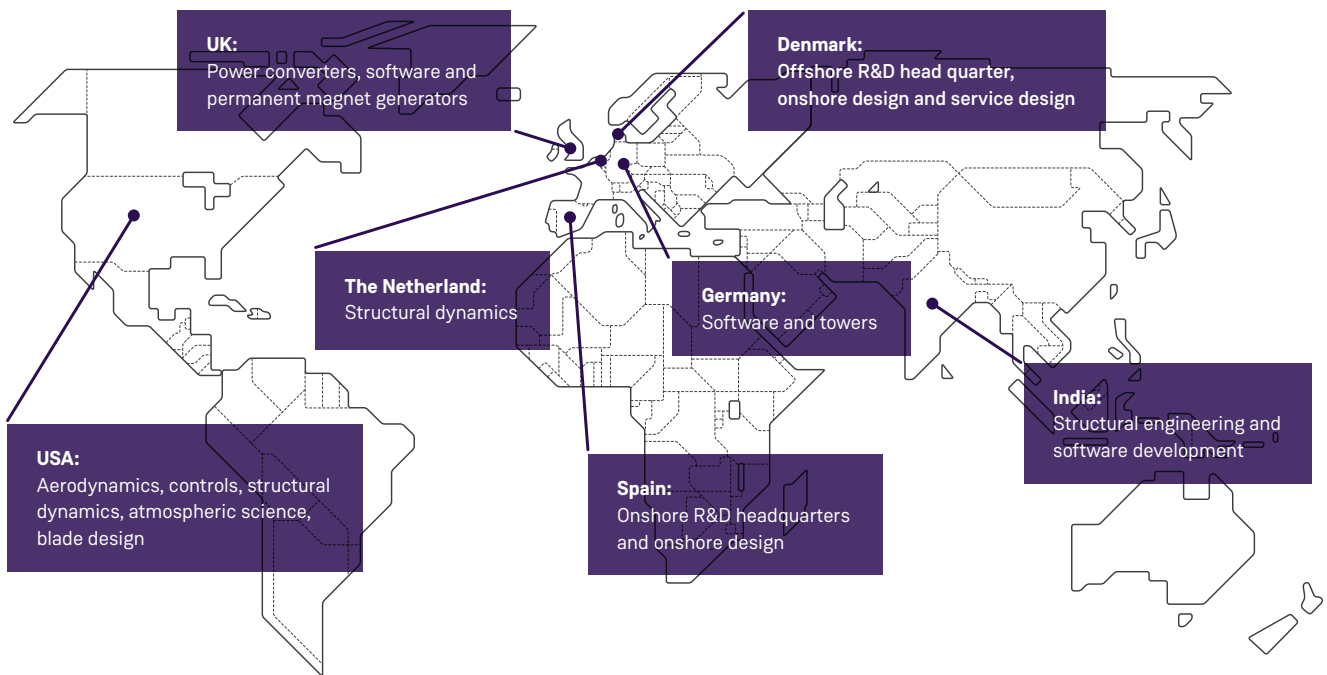 UK:
Power converters, software and
permanent magnet generators
Denmark:
Offshore R&D head quarter,
onshore design and service design
The Netherland:
Structural dynamics
Germany:
Software and towers
India:
Structural engineering and
software development
USA:
Aerodynamics, controls, structural
dynamics, atmospheric science,
blade design
Spain:
Onshore R&D headquarters
and onshore design